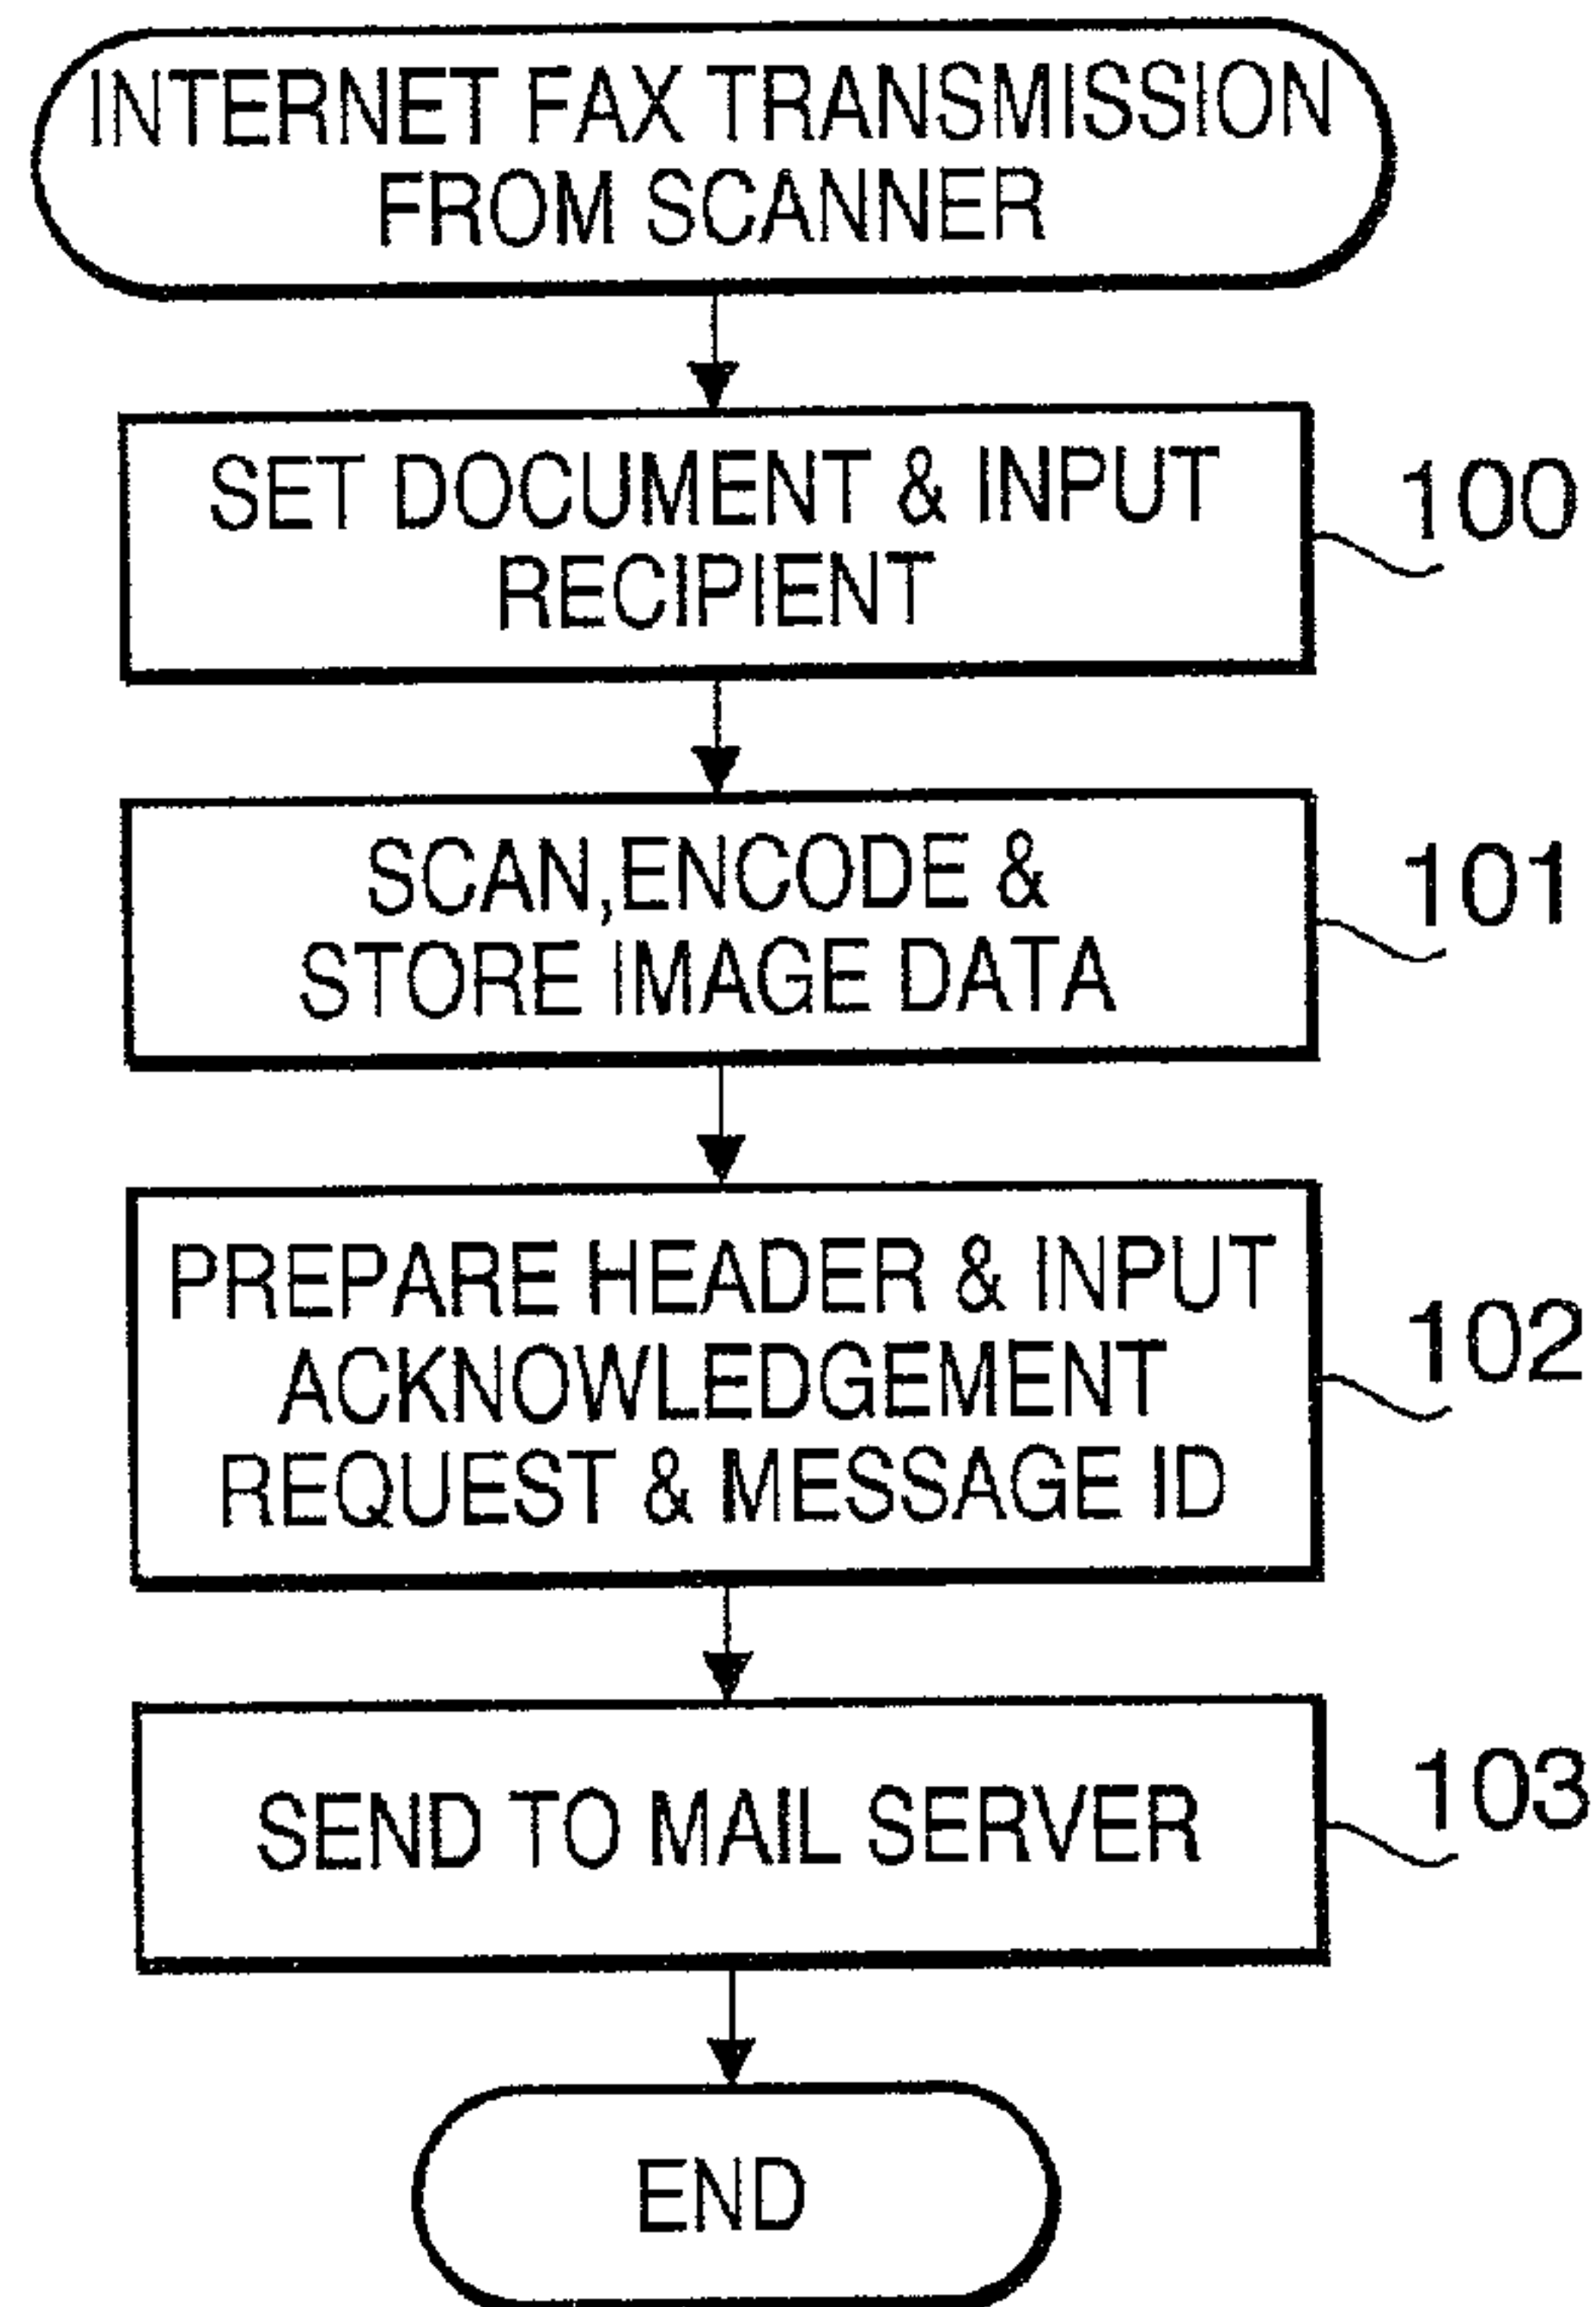 INTERNET FAX TRANSMISSION
FROM SCANNER
SET DOCUMENT & INPUT
RECIPIENT
100
SCAN,ENCODE &
STORE IMAGE DATA
101
PREPARE HEADER & INPUT
ACKNOWLEDGEMENT
REQUEST & MESSAGE ID
102
SEND TO MAIL SERVER
103
END